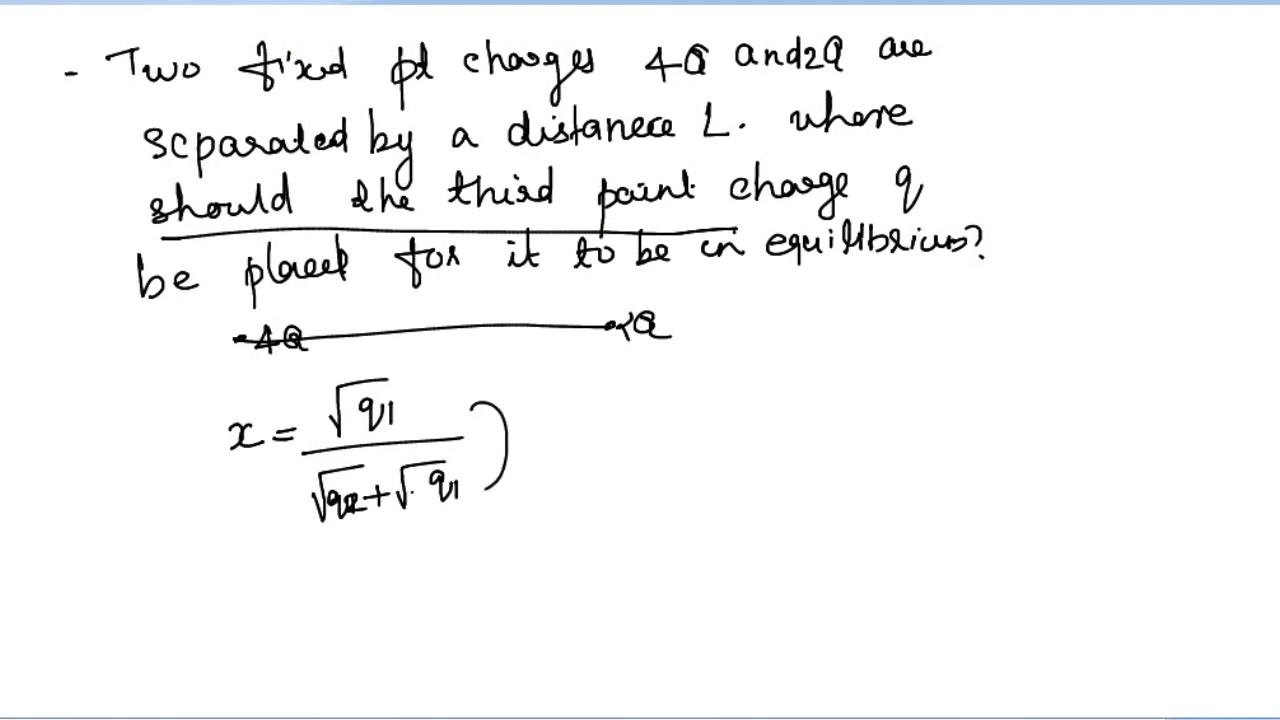 - Two fixed pt charges 4Q and 2Q are
separated by a distanece L. where
should the third point charge q
be placed for it to be in equilibrium?
4Q 2Q
x = √q1 / √q2 + √q1 )